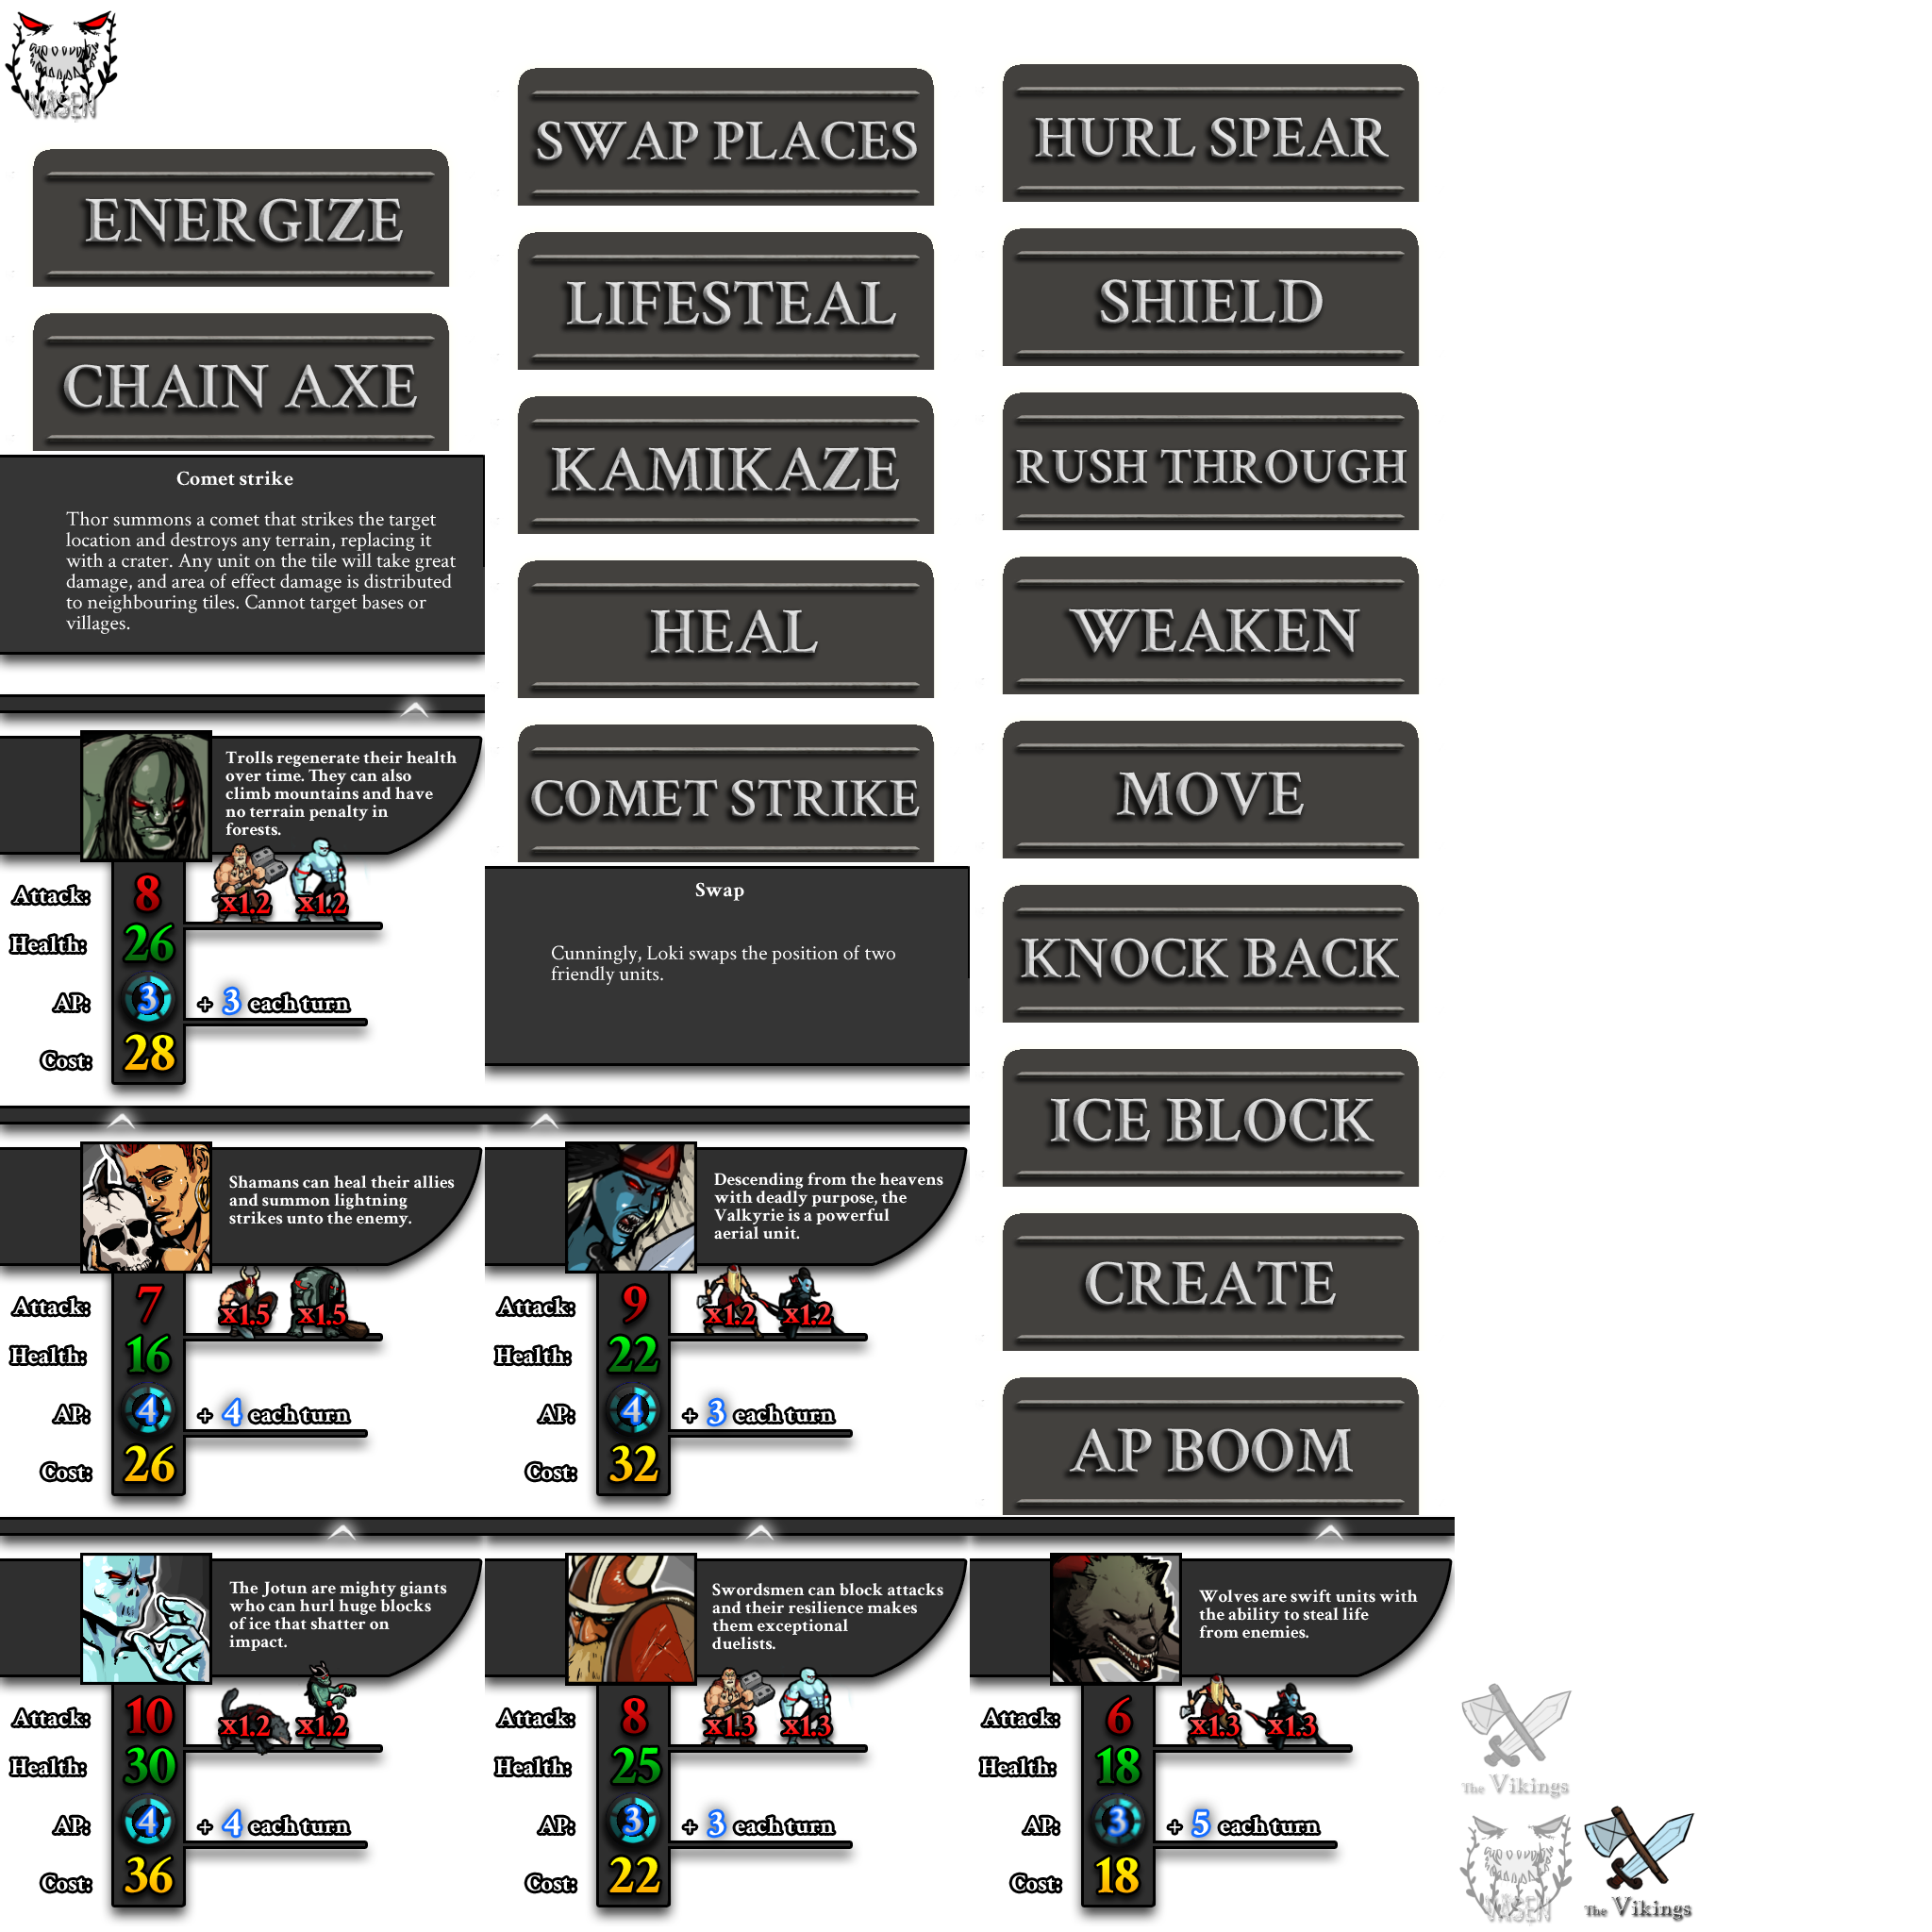 VÄSEN
ENERGIZE
CHAIN AXE
Comet strike
Thor summons a comet that strikes the target
location and destroys any terrain, replacing it
with a crater. Any unit on the tile will take great
damage, and area of effect damage is distributed
to neighbouring tiles. Cannot target bases or
villages.
Trolls regenerate their health
over time. They can also
climb mountains and have
no terrain penalty in
forests.
Attack: 8 x1.2 x1.2
Health: 26
AP: 3 + 3 each turn
Cost: 28
Shamans can heal their allies
and summon lightning
strikes unto the enemy.
Attack: 7 x1.5 x1.5
Health: 16
AP: 4 + 4 each turn
Cost: 26
The Jotun are mighty giants
who can hurl huge blocks
of ice that shatter on
impact.
Attack: 10 x1.2 x1.2
Health: 30
AP: 4 + 4 each turn
Cost: 36
SWAP PLACES
LIFESTEAL
KAMIKAZE
HEAL
COMET STRIKE
Swap
Cunningly, Loki swaps the position of two
friendly units.
Descending from the heavens
with deadly purpose, the
Valkyrie is a powerful
aerial unit.
Attack: 9 x1.2 x1.2
Health: 22
AP: 4 + 3 each turn
Cost: 32
Swordsmen can block attacks
and their resilience makes
them exceptional
duelists.
Attack: 8 x1.3 x1.3
Health: 25
AP: 3 + 3 each turn
Cost: 22
HURL SPEAR
SHIELD
RUSH THROUGH
WEAKEN
MOVE
KNOCK BACK
ICE BLOCK
CREATE
AP BOOM
Wolves are swift units with
the ability to steal life
from enemies.
Attack: 6 x1.3 x1.3
Health: 18
AP: 3 + 5 each turn
Cost: 18
The Vikings
VÄSEN
The Vikings